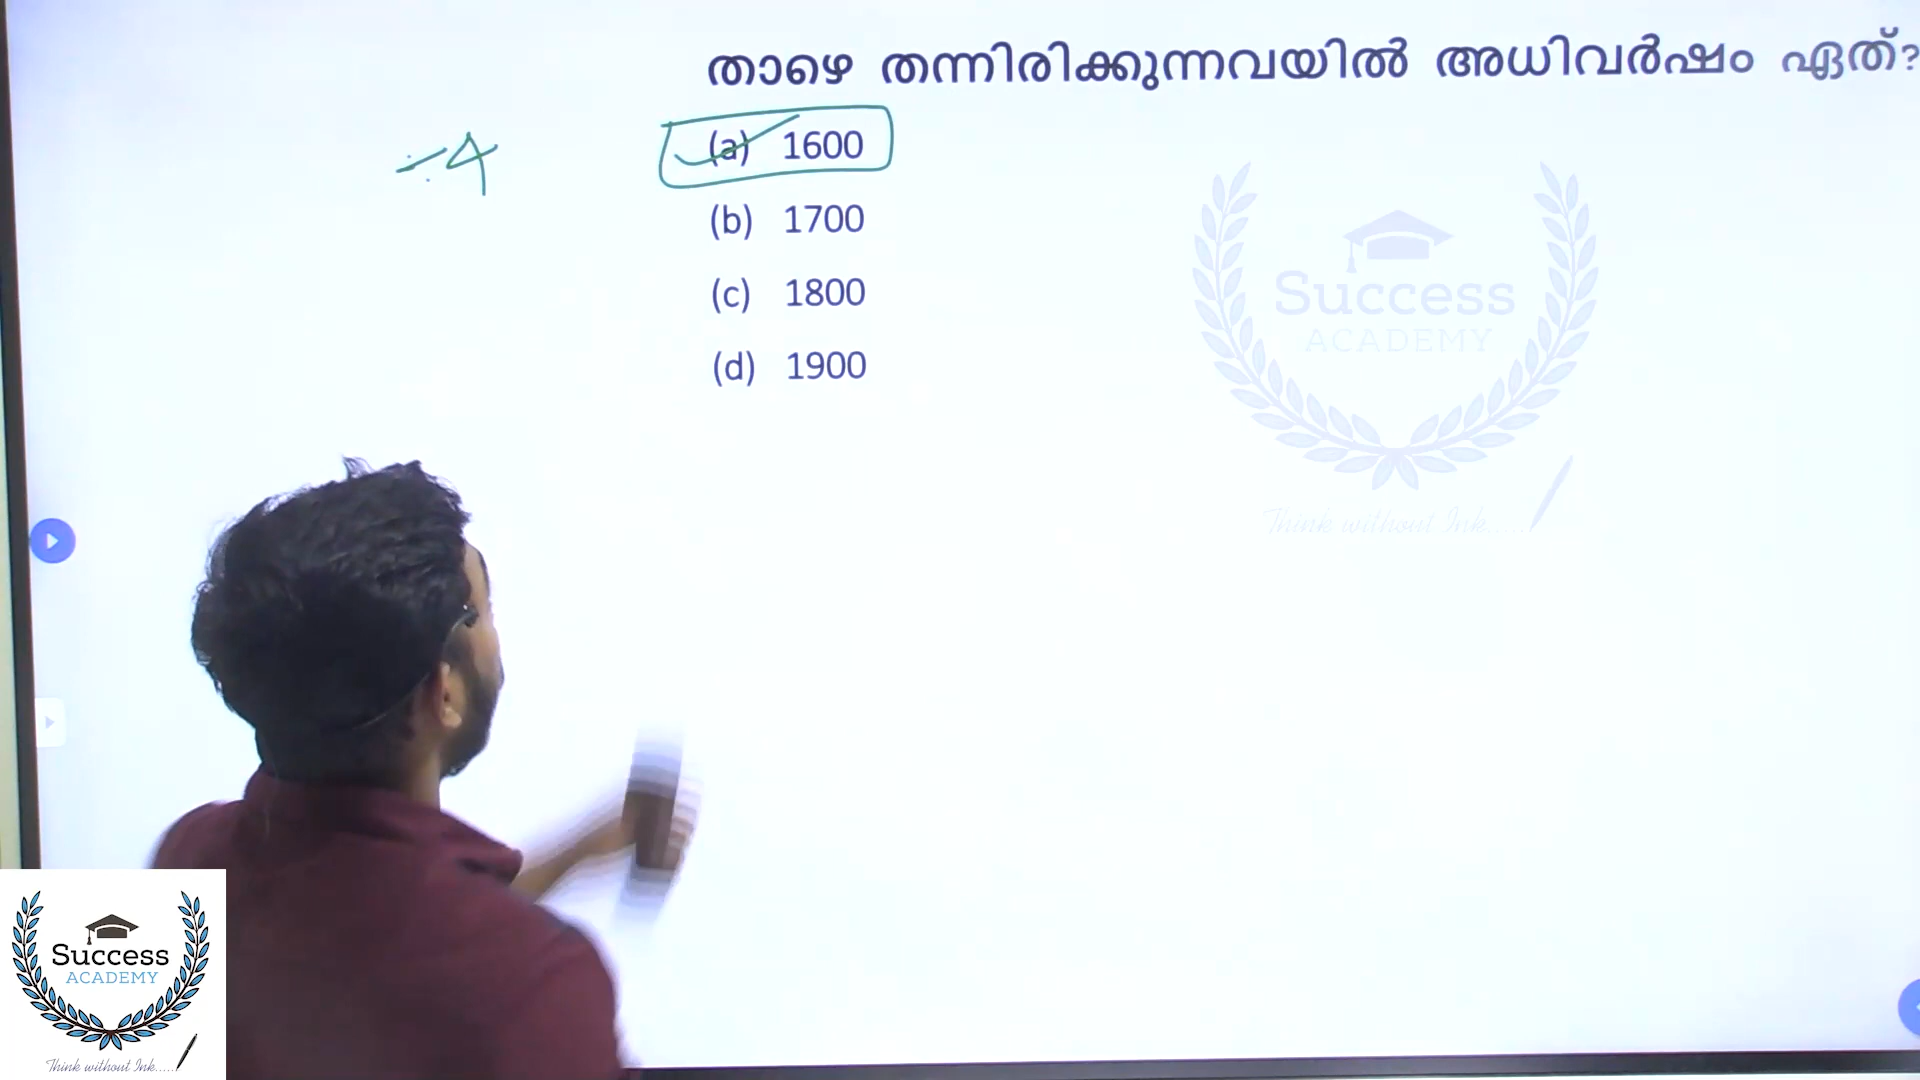 താഴെ തന്നിരിക്കുന്നവയിൽ അധിവർഷം ഏത്?
÷4
(a) 1600
(b) 1700
(c) 1800
(d) 1900
Success
ACADEMY
Think without Ink.....
Success
ACADEMY
Think without Ink.....